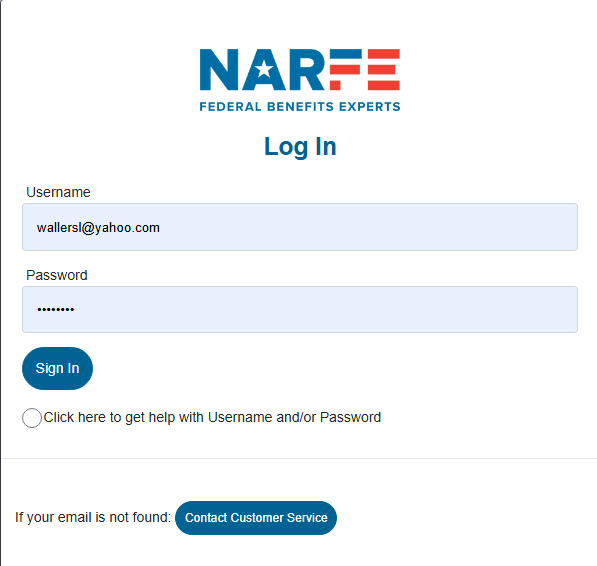 NARFE
FEDERAL BENEFITS EXPERTS
Log In
Username
wallersl@yahoo.com
Password
••••••••
Sign In
Click here to get help with Username and/or Password
If your email is not found: Contact Customer Service